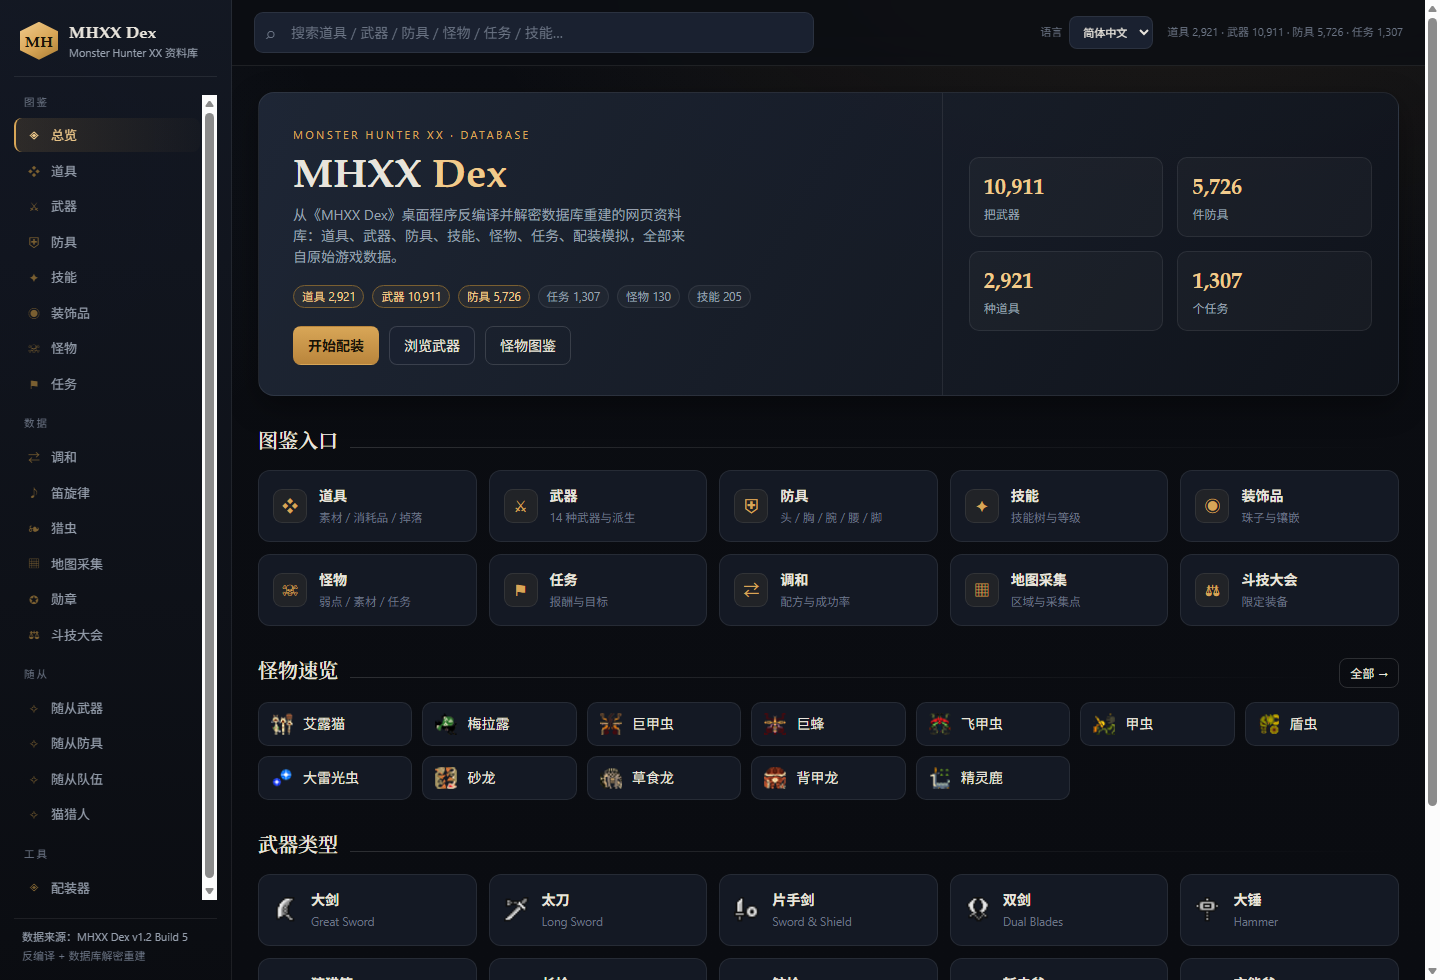 MH
MHXX Dex
Monster Hunter XX 资料库
图鉴
总览
道具
武器
防具
技能
装饰品
怪物
任务
数据
调和
笛旋律
猎虫
地图采集
勋章
斗技大会
随从
随从武器
随从防具
随从队伍
猫猎人
工具
配装器
数据来源：MHXX Dex v1.2 Build 5
反编译 + 数据库解密重建
搜索道具 / 武器 / 防具 / 怪物 / 任务 / 技能...
语言
简体中文
道具 2,921 · 武器 10,911 · 防具 5,726 · 任务 1,307
MONSTER HUNTER XX · DATABASE
MHXX Dex
从《MHXX Dex》桌面程序反编译并解密数据库重建的网页资料
库：道具、武器、防具、技能、怪物、任务、配装模拟，全部来
自原始游戏数据。
道具 2,921
武器 10,911
防具 5,726
任务 1,307
怪物 130
技能 205
开始配装
浏览武器
怪物图鉴
10,911
把武器
5,726
件防具
2,921
种道具
1,307
个任务
图鉴入口
道具
素材 / 消耗品 / 掉落
武器
14 种武器与派生
防具
头 / 胸 / 腕 / 腰 / 脚
技能
技能树与等级
装饰品
珠子与镶嵌
怪物
弱点 / 素材 / 任务
任务
报酬与目标
调和
配方与成功率
地图采集
区域与采集点
斗技大会
限定装备
怪物速览
全部 →
艾露猫
梅拉露
巨甲虫
巨蜂
飞甲虫
甲虫
盾虫
大雷光虫
砂龙
草食龙
背甲龙
精灵鹿
武器类型
大剑
Great Sword
太刀
Long Sword
片手剑
Sword & Shield
双剑
Dual Blades
大锤
Hammer